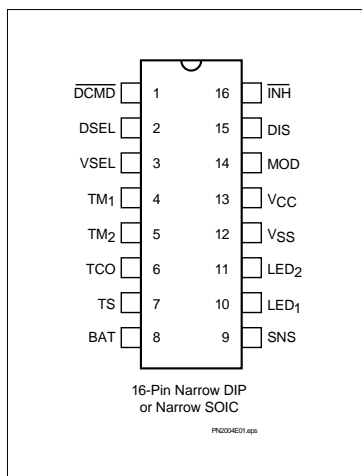 DCMD 1 16 INH
DSEL 2 15 DIS
VSEL 3 14 MOD
TM1 4 13 VCC
TM2 5 12 VSS
TCO 6 11 LED2
TS 7 10 LED1
BAT 8 9 SNS
16-Pin Narrow DIP
or Narrow SOIC
PN2004E01.eps